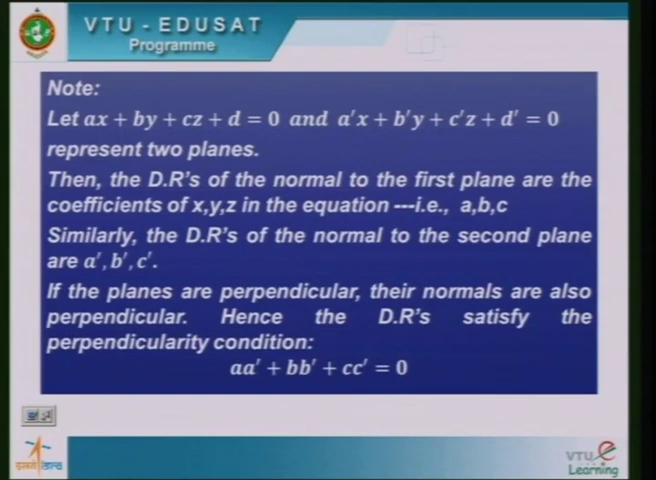 VTU - EDUSAT
Programme
Note:
Let ax + by + cz + d = 0 and a′x + b′y + c′z + d′ = 0
represent two planes.
Then, the D.R's of the normal to the first plane are the
coefficients of x,y,z in the equation ---i.e., a,b,c
Similarly, the D.R's of the normal to the second plane
are a′, b′, c′.
If the planes are perpendicular, their normals are also
perpendicular. Hence the D.R's satisfy the
perpendicularity condition:
aa′ + bb′ + cc′ = 0
इसरो isro
VTU e
Learning